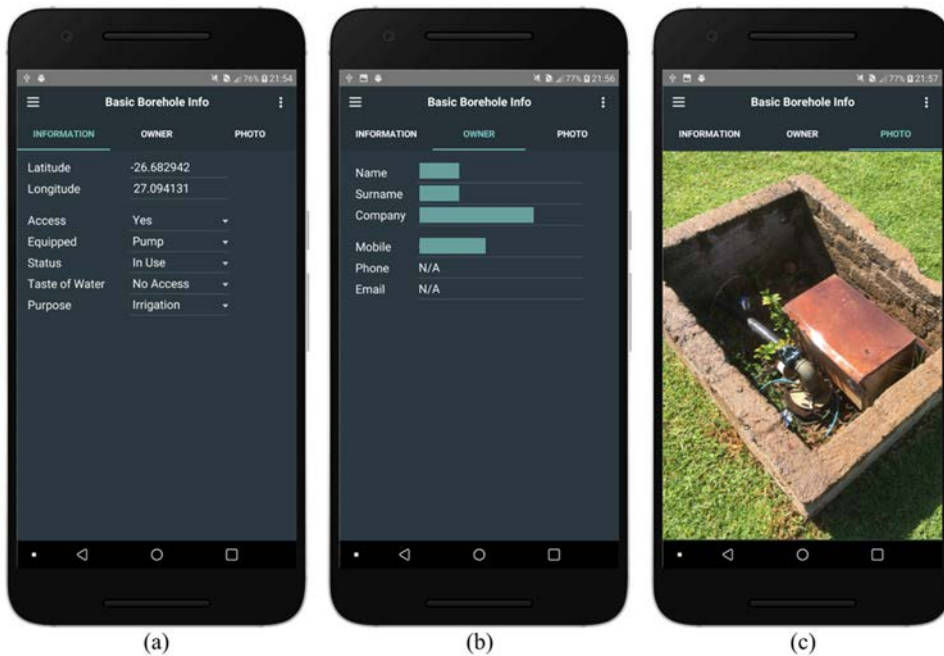 76% 21:54
Basic Borehole Info
INFORMATION OWNER PHOTO
Latitude -26.682942
Longitude 27.094131
Access Yes
Equipped Pump
Status In Use
Taste of Water No Access
Purpose Irrigation
(a)
77% 21:56
Basic Borehole Info
INFORMATION OWNER PHOTO
Name
Surname
Company
Mobile
Phone N/A
Email N/A
(b)
77% 21:57
Basic Borehole Info
INFORMATION OWNER PHOTO
(c)